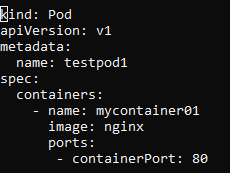 kind: Pod
apiVersion: v1
metadata:
  name: testpod1
spec:
  containers:
    - name: mycontainer01
      image: nginx
      ports:
       - containerPort: 80